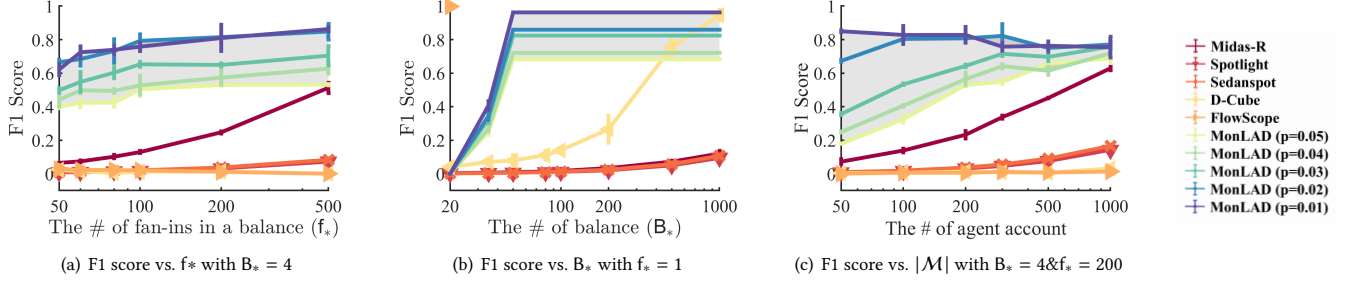 1
0.8
0.6
0.4
0.2
0
F1 Score
50
100
200
500
The # of fan-ins in a balance (f*)
(a) F1 score vs. f* with B* = 4
1
0.8
0.6
0.4
0.2
0
F1 Score
20
100
200
1000
The # of balance (B*)
(b) F1 score vs. B* with f* = 1
1
0.8
0.6
0.4
0.2
0
F1 Score
50
100
200
500
1000
The # of agent account
(c) F1 score vs. |M| with B* = 4&f* = 200
Midas-R
Spotlight
Sedanspot
D-Cube
FlowScope
MonLAD (p=0.05)
MonLAD (p=0.04)
MonLAD (p=0.03)
MonLAD (p=0.02)
MonLAD (p=0.01)